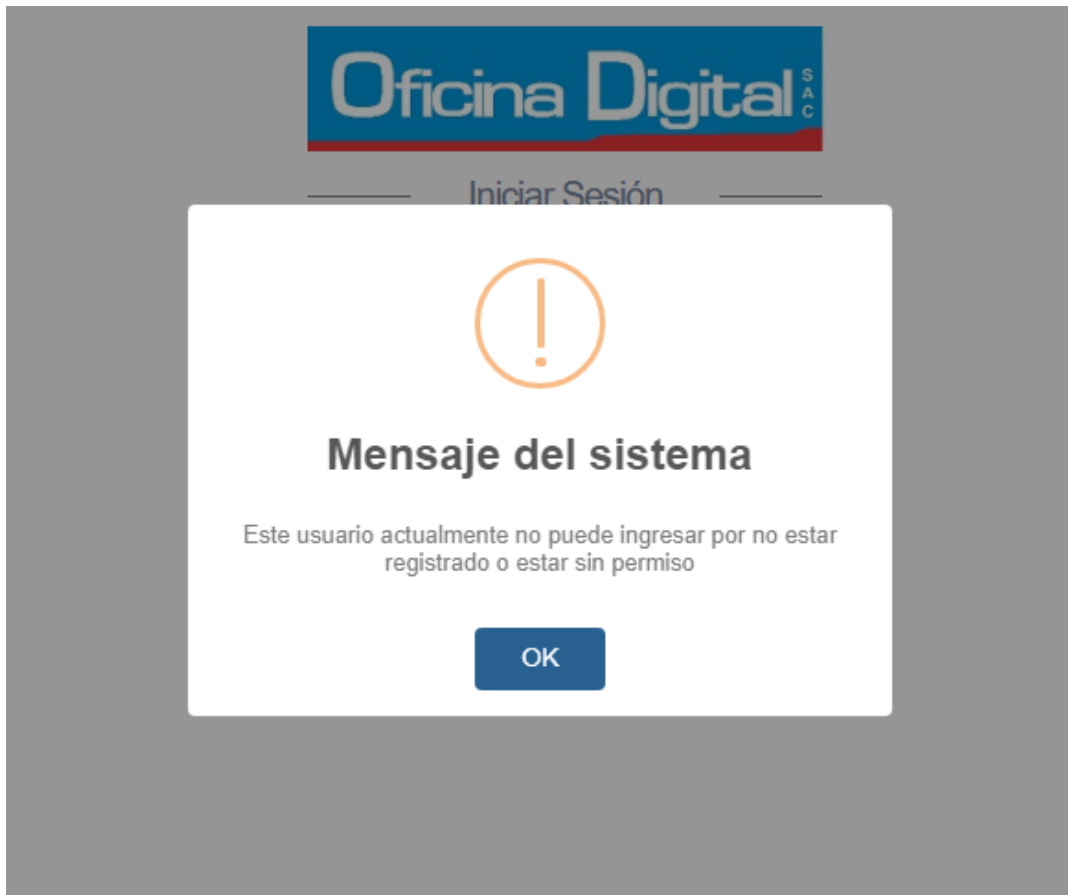 Oficina Digital SAC
Iniciar Sesión
Mensaje del sistema
Este usuario actualmente no puede ingresar por no estar
registrado o estar sin permiso
OK